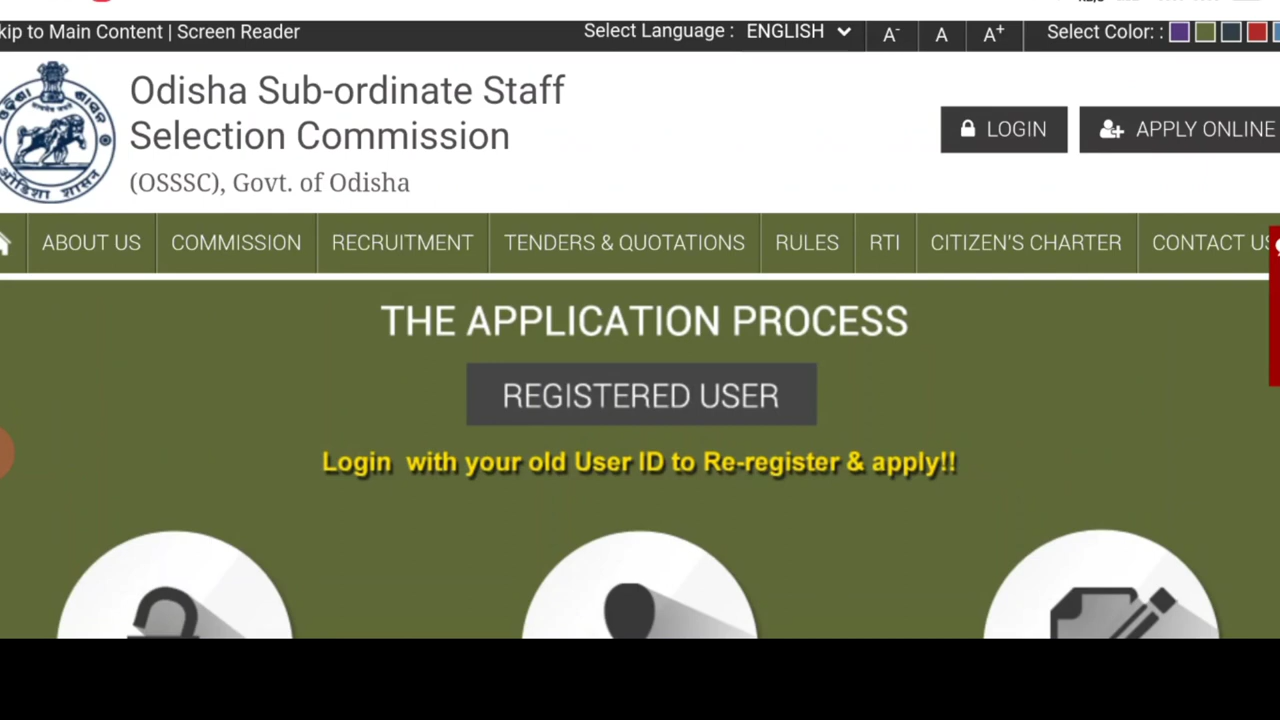 kip to Main Content | Screen Reader
Select Language : ENGLISH
A-
A
A+
Select Color: :
Odisha Sub-ordinate Staff
Selection Commission
(OSSSC), Govt. of Odisha
LOGIN
APPLY ONLINE
ABOUT US
COMMISSION
RECRUITMENT
TENDERS & QUOTATIONS
RULES
RTI
CITIZEN'S CHARTER
CONTACT US
THE APPLICATION PROCESS
REGISTERED USER
Login with your old User ID to Re-register & apply!!